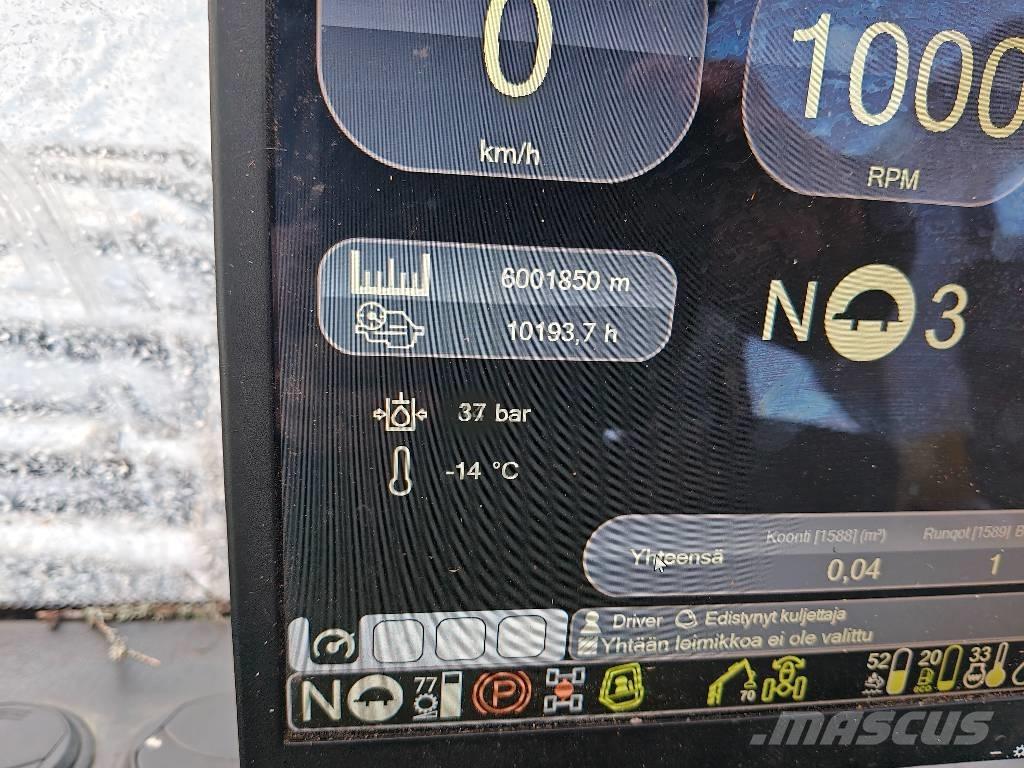 0
km/h
1000
RPM
6001850 m
10193,7 h
N 3
37 bar
-14 °C
Koonti [1588] (m³) Rungot [1589] B
Yhteensä 0,04 1
Driver Edistynyt kuljettaja
Yhtään leimikkoa ei ole valittu
N 77 P 70 52 20 33
MASCUS